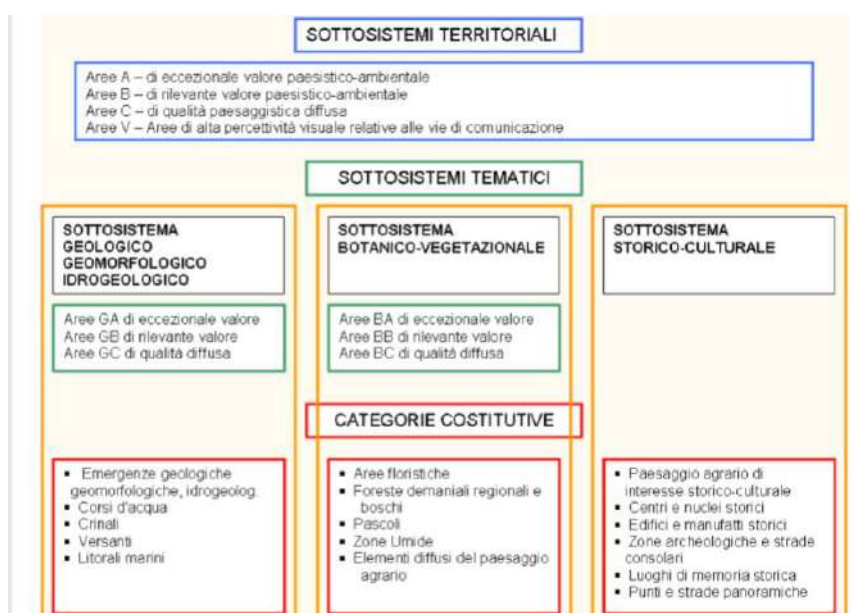 SOTTOSISTEMI TERRITORIALI
Aree A – di eccezionale valore paesistico-ambientale
Aree B – di rilevante valore paesistico-ambientale
Aree C – di qualità paesaggistica diffusa
Aree V – Aree di alta percettività visuale relative alle vie di comunicazione
SOTTOSISTEMI TEMATICI
SOTTOSISTEMA
GEOLOGICO
GEOMORFOLOGICO
IDROGEOLOGICO
Aree GA di eccezionale valore
Aree GB di rilevante valore
Aree GC di qualità diffusa
SOTTOSISTEMA
BOTANICO-VEGETAZIONALE
Aree BA di eccezionale valore
Aree BB di rilevante valore
Aree BC di qualità diffusa
SOTTOSISTEMA
STORICO-CULTURALE
CATEGORIE COSTITUTIVE
▪ Emergenze geologiche
geomorfologiche, idrogeolog.
▪ Corsi d'acqua
▪ Crinali
▪ Versanti
▪ Litorali marini
▪ Aree floristiche
▪ Foreste demaniali regionali e
boschi
▪ Pascoli
▪ Zone Umide
▪ Elementi diffusi del paesaggio
agrario
▪ Paesaggio agrario di
interesse storico-culturale
▪ Centri e nuclei storici
▪ Edifici e manufatti storici
▪ Zone archeologiche e strade
consolari
▪ Luoghi di memoria storica
▪ Punti e strade panoramiche